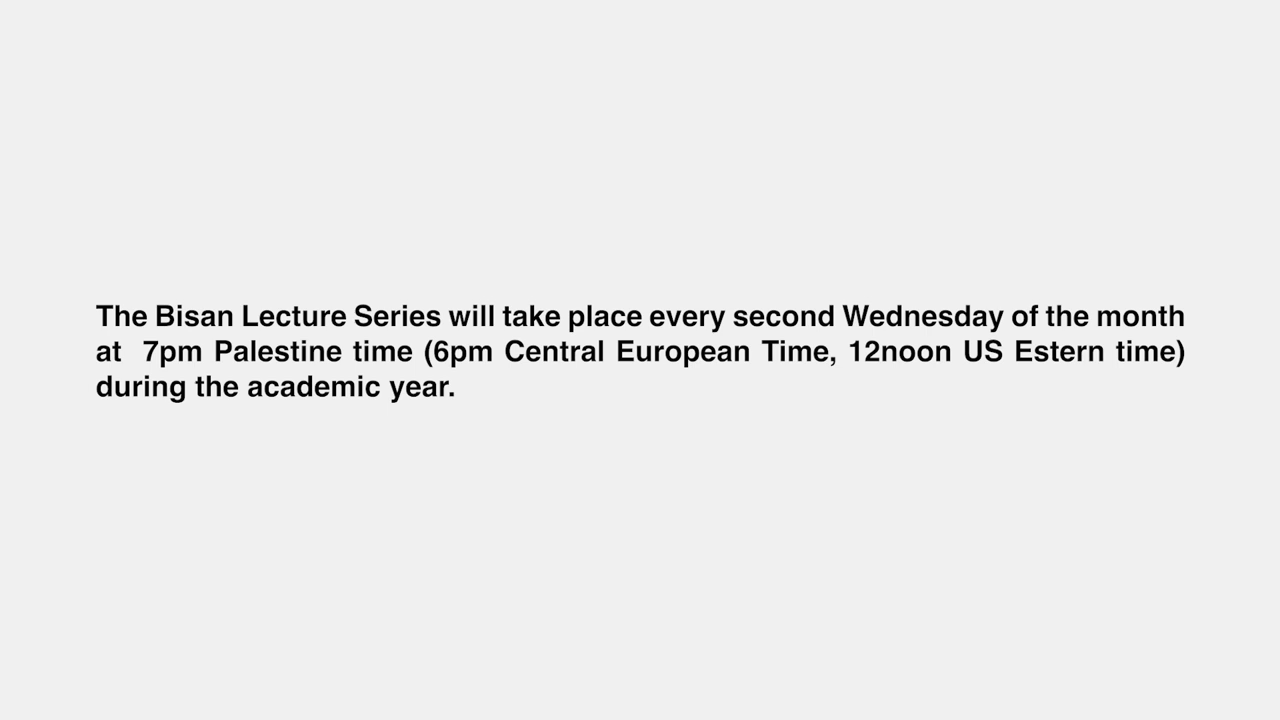 The Bisan Lecture Series will take place every second Wednesday of the month
at  7pm Palestine time (6pm Central European Time, 12noon US Estern time)
during the academic year.